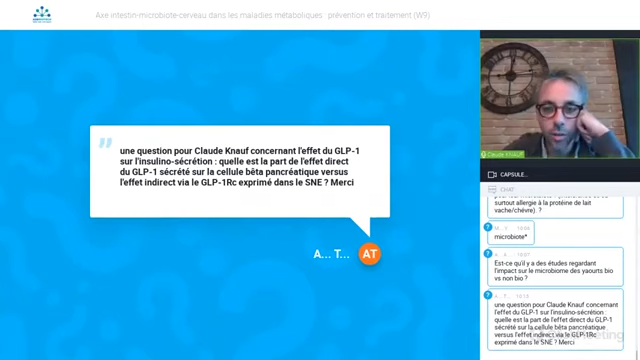 Axe intestin-microbiote-cerveau dans les maladies métaboliques : prévention et traitement (W9)
une question pour Claude Knauf concernant l'effet du GLP-1
sur l'insulino-sécrétion : quelle est la part de l'effet direct
du GLP-1 sécrété sur la cellule bêta pancréatique versus
l'effet indirect via le GLP-1Rc exprimé dans le SNE ? Merci
A... T...
AT
Claude KNAUF
CAPSULE...
CHAT
surtout allergie à la protéine de lait
vache/chèvre). ?
microbiote*
Est-ce qu'il y a des études regardant
l'impact sur le microbiome des yaourts bio
vs non bio ?
A... T... 10:15
une question pour Claude Knauf concernant
l'effet du GLP-1 sur l'insulino-sécrétion :
quelle est la part de l'effet direct du GLP-1
sécrété sur la cellule bêta pancréatique
versus l'effet indirect via le GLP-1Rc
exprimé dans le SNE ? Merci